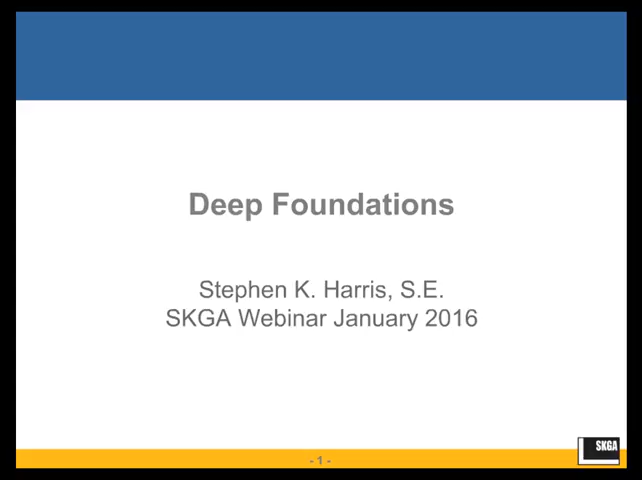 Deep Foundations
Stephen K. Harris, S.E.
SKGA Webinar January 2016
SKGA
- 1 -